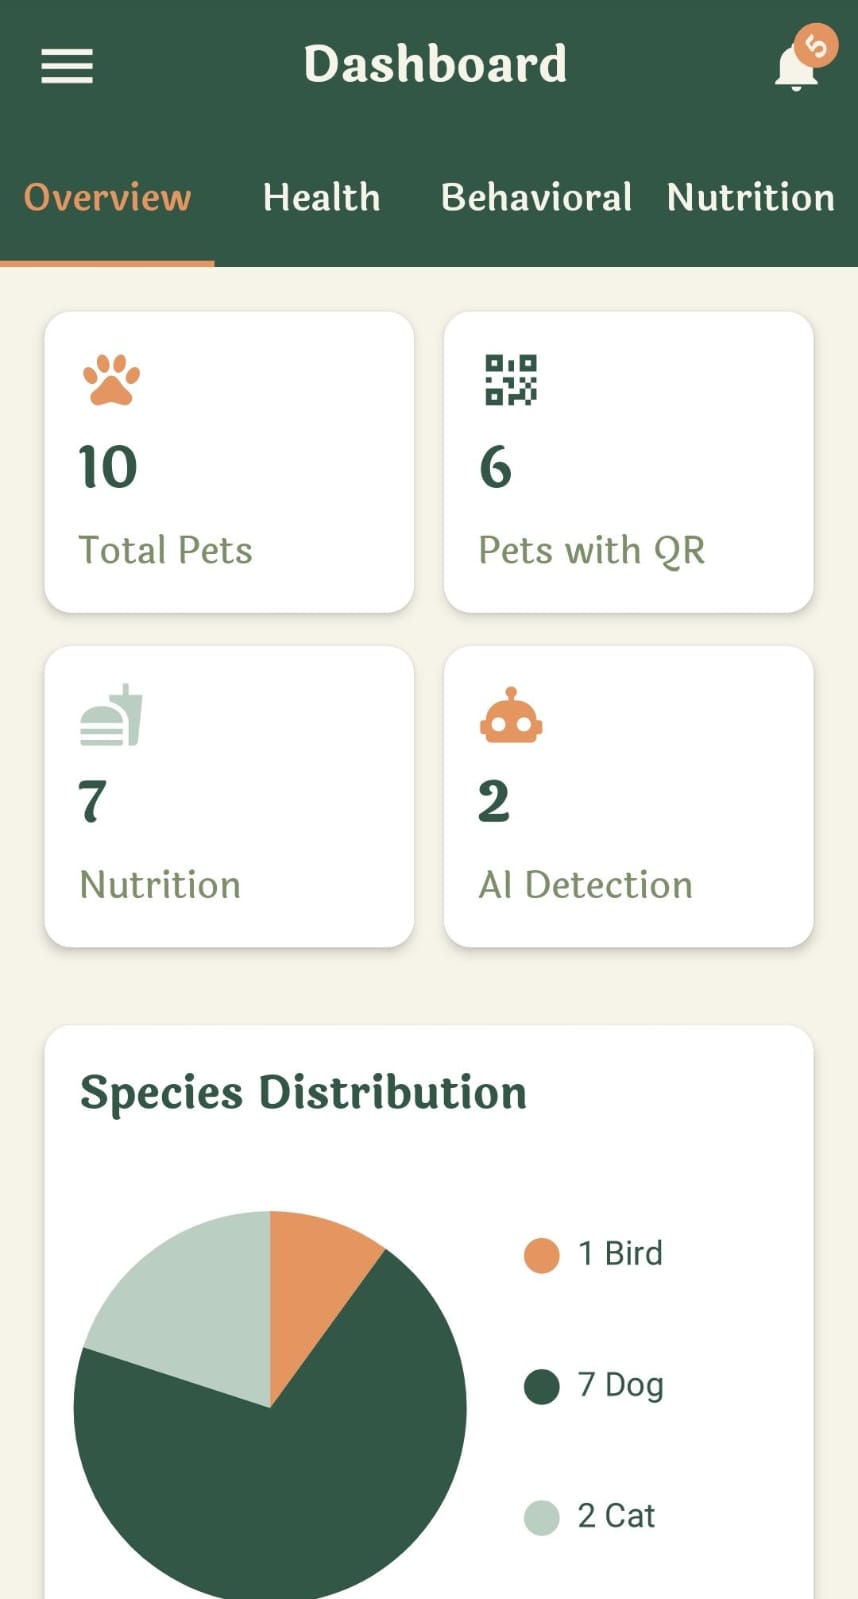 Dashboard
5
Overview Health Behavioral Nutrition
10
Total Pets
6
Pets with QR
7
Nutrition
2
AI Detection
Species Distribution
1 Bird
7 Dog
2 Cat